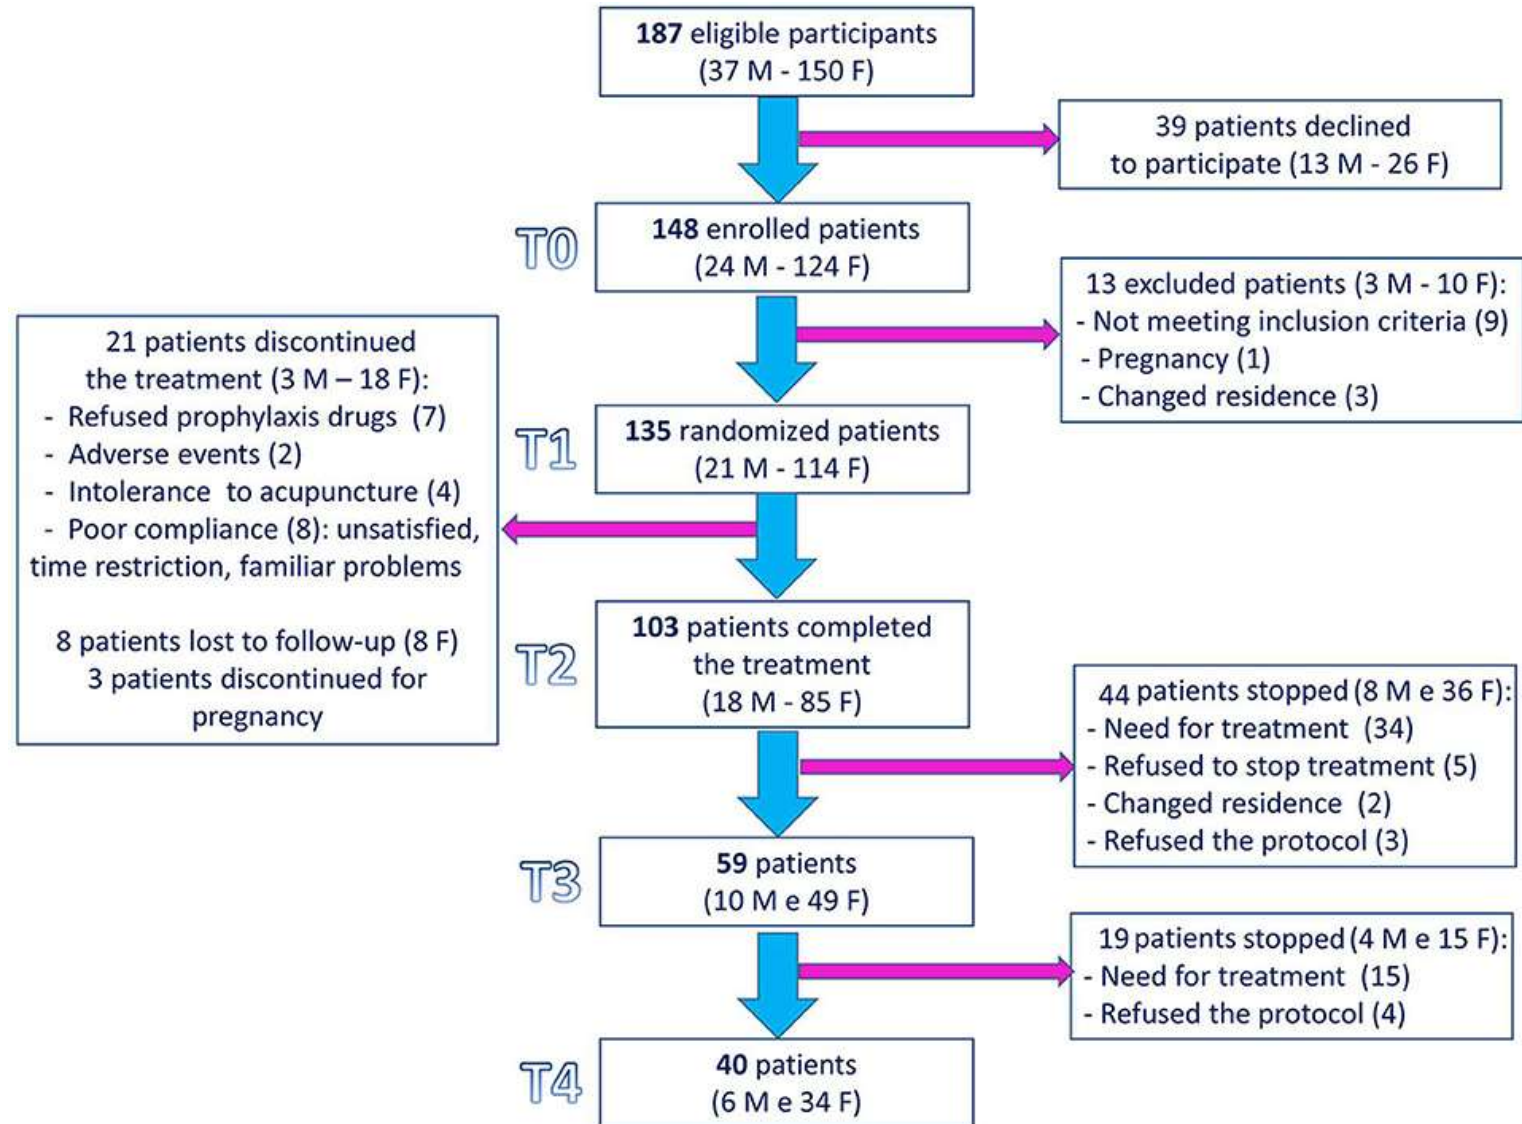 187 eligible participants
(37 M - 150 F)
39 patients declined
to participate (13 M - 26 F)
T0
148 enrolled patients
(24 M - 124 F)
13 excluded patients (3 M - 10 F):
- Not meeting inclusion criteria (9)
- Pregnancy (1)
- Changed residence (3)
T1
135 randomized patients
(21 M - 114 F)
21 patients discontinued
the treatment (3 M – 18 F):
- Refused prophylaxis drugs (7)
- Adverse events (2)
- Intolerance to acupuncture (4)
- Poor compliance (8): unsatisfied,
time restriction, familiar problems
8 patients lost to follow-up (8 F)
3 patients discontinued for
pregnancy
T2
103 patients completed
the treatment
(18 M - 85 F)
44 patients stopped (8 M e 36 F):
- Need for treatment (34)
- Refused to stop treatment (5)
- Changed residence (2)
- Refused the protocol (3)
T3
59 patients
(10 M e 49 F)
19 patients stopped (4 M e 15 F):
- Need for treatment (15)
- Refused the protocol (4)
T4
40 patients
(6 M e 34 F)